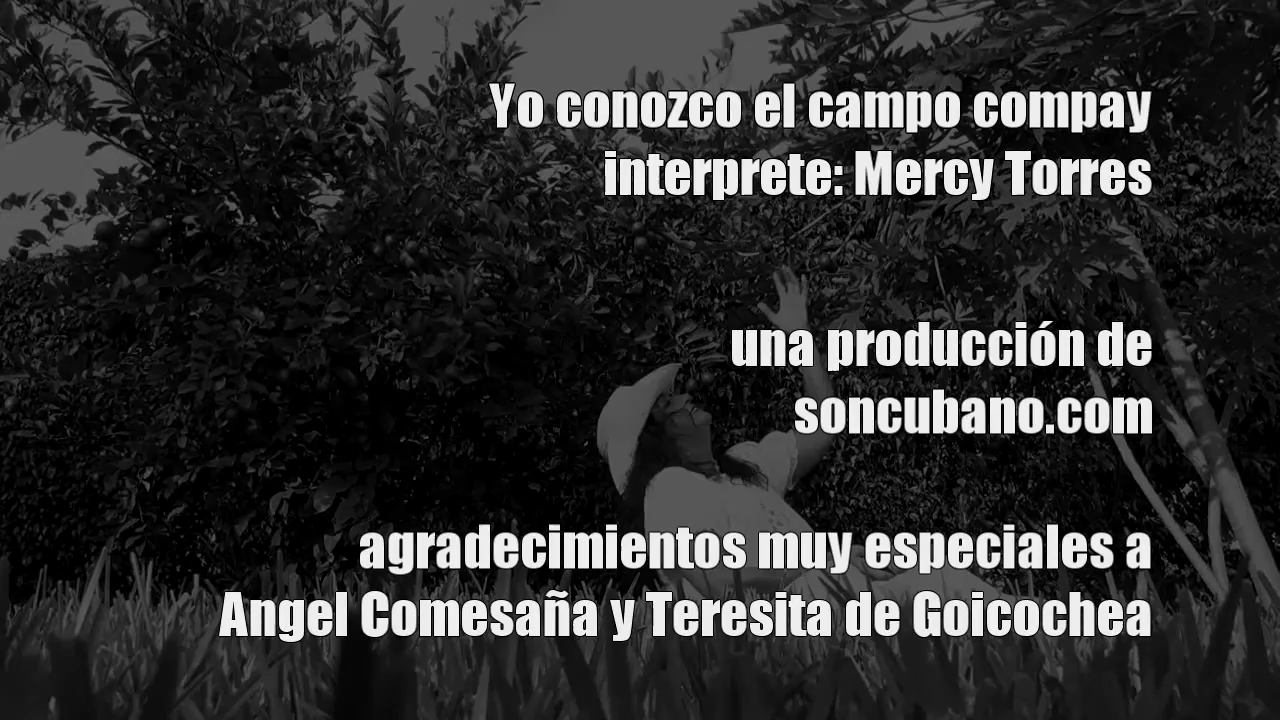 Yo conozco el campo compay
interprete: Mercy Torres
una producción de
soncubano.com
agradecimientos muy especiales a
Angel Comesaña y Teresita de Goicochea